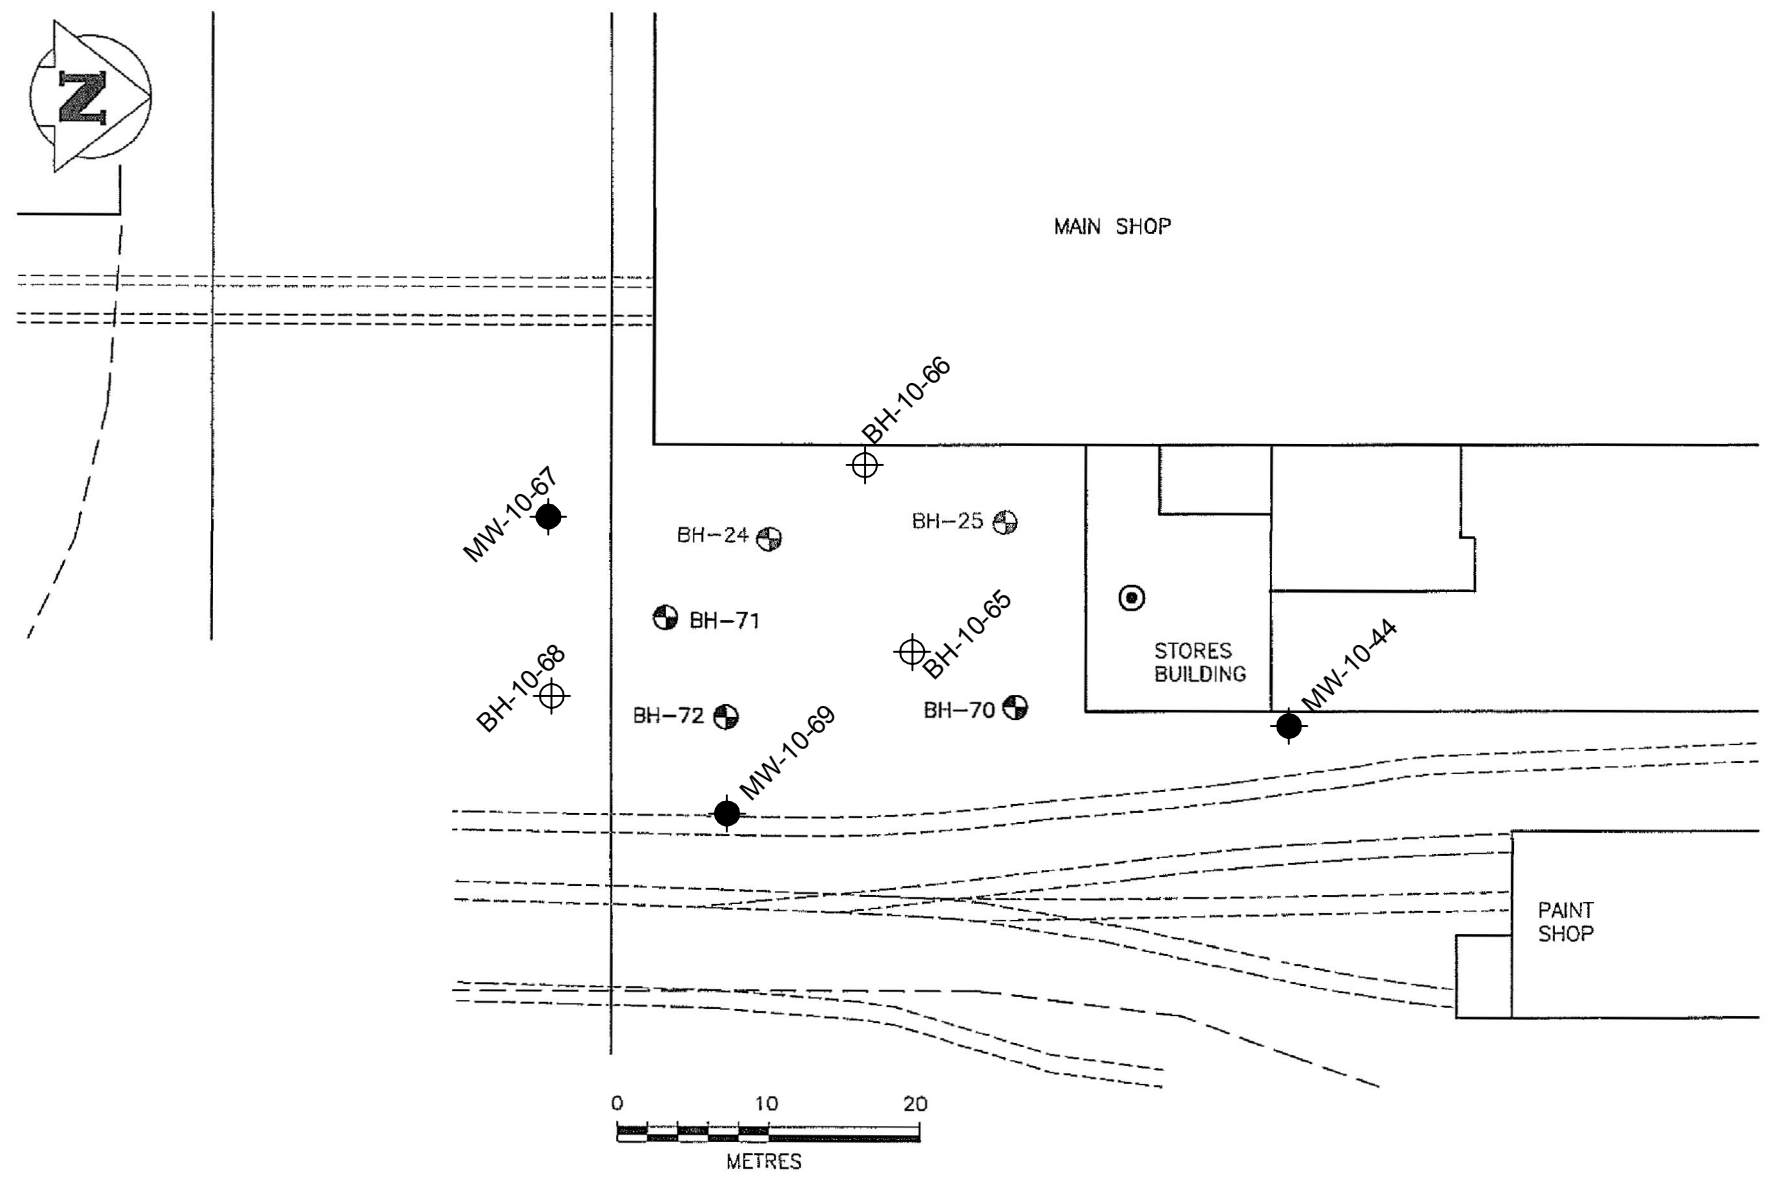 N
MAIN SHOP
BH-10-66
MW-10-67
BH-24
BH-25
BH-71
BH-10-65
BH-10-68
STORES
BUILDING
MW-10-44
BH-72
BH-70
MW-10-69
PAINT
SHOP
0 10 20
METRES